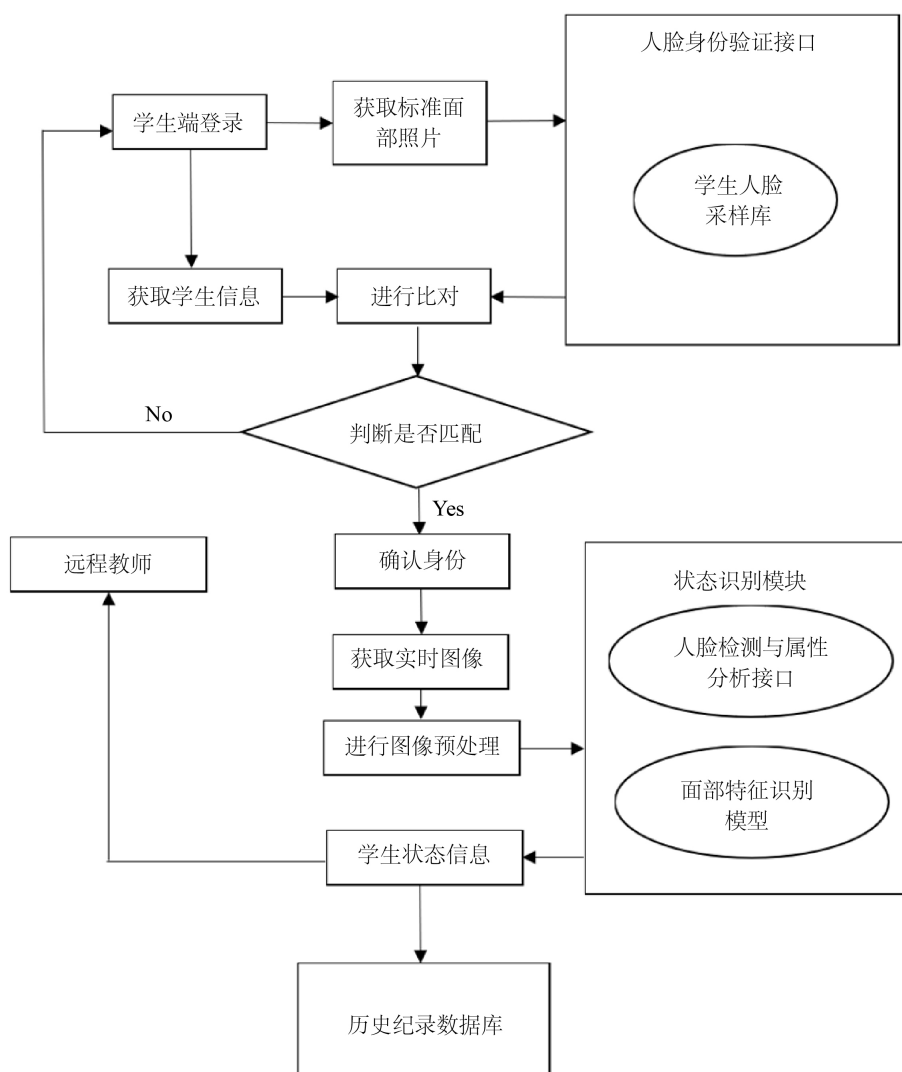 人脸身份验证接口
学生端登录
获取标准面
部照片
学生人脸
采样库
获取学生信息
进行比对
No
判断是否匹配
Yes
远程教师
确认身份
状态识别模块
人脸检测与属性
分析接口
获取实时图像
进行图像预处理
面部特征识别
模型
学生状态信息
历史纪录数据库